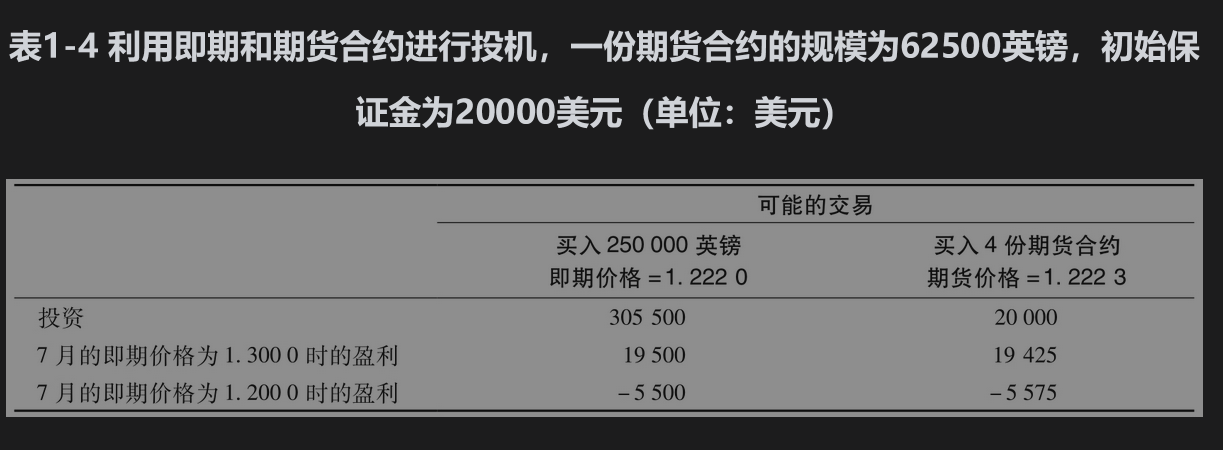 表1-4 利用即期和期货合约进行投机，一份期货合约的规模为62500英镑，初始保
证金为20000美元（单位：美元）
可能的交易
买入 250 000 英镑 买入 4 份期货合约
即期价格 =1. 222 0 期货价格 =1. 222 3
投资 305 500 20 000
7 月的即期价格为 1. 300 0 时的盈利 19 500 19 425
7 月的即期价格为 1. 200 0 时的盈利 -5 500 -5 575